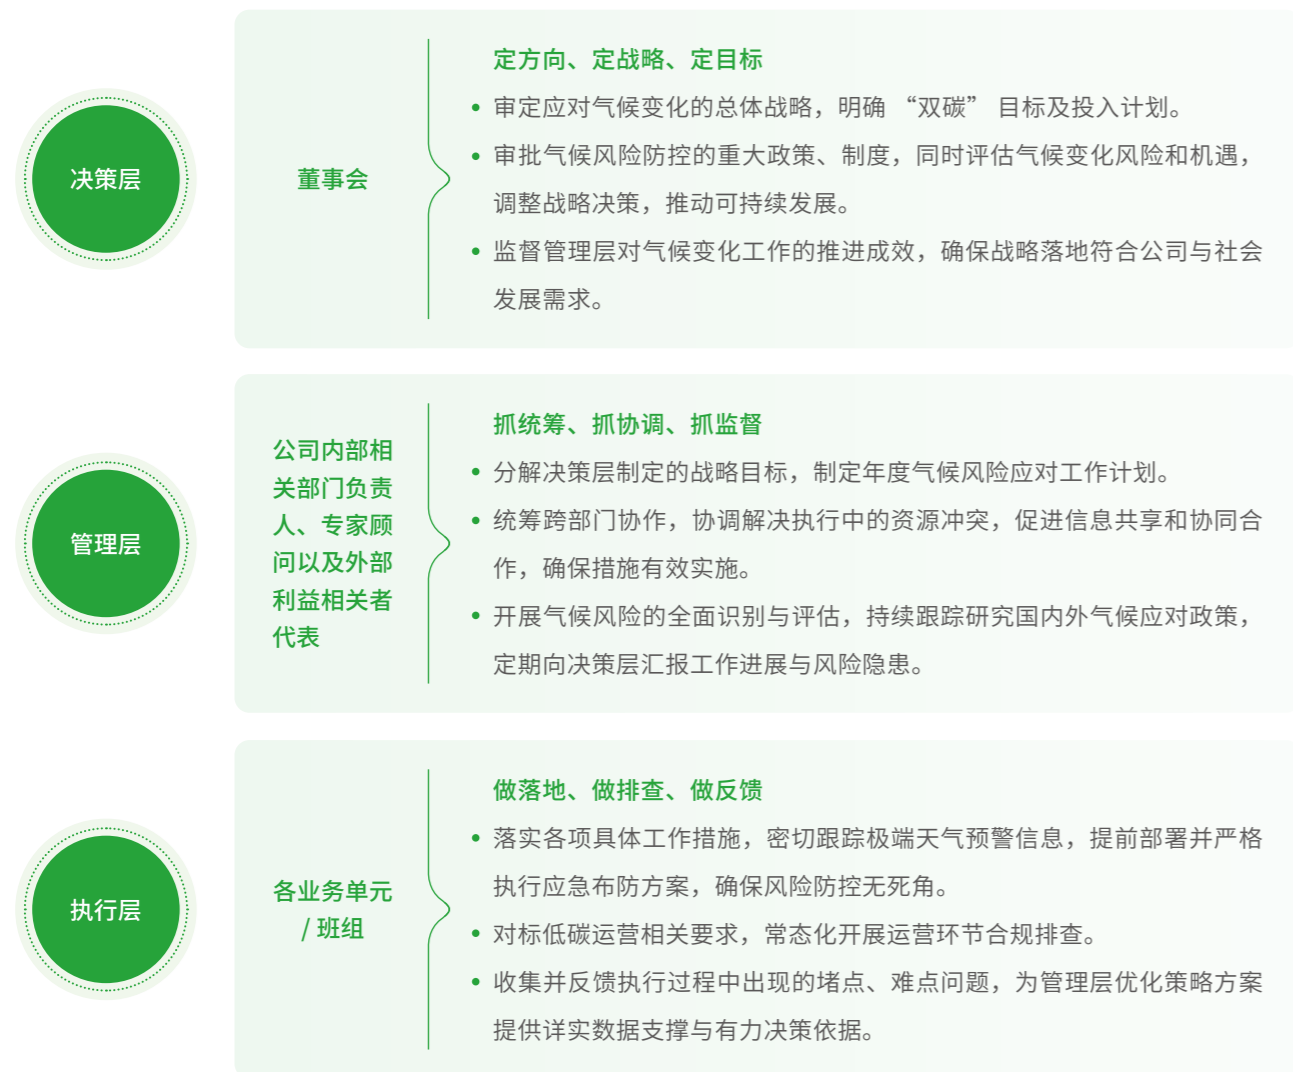 决策层
董事会
定方向、定战略、定目标
审定应对气候变化的总体战略，明确 “双碳” 目标及投入计划。
审批气候风险防控的重大政策、制度，同时评估气候变化风险和机遇，
调整战略决策，推动可持续发展。
监督管理层对气候变化工作的推进成效，确保战略落地符合公司与社会
发展需求。
管理层
公司内部相
关部门负责
人、专家顾
问以及外部
利益相关者
代表
抓统筹、抓协调、抓监督
分解决策层制定的战略目标，制定年度气候风险应对工作计划。
统筹跨部门协作，协调解决执行中的资源冲突，促进信息共享和协同合
作，确保措施有效实施。
开展气候风险的全面识别与评估，持续跟踪研究国内外气候应对政策，
定期向决策层汇报工作进展与风险隐患。
执行层
各业务单元
/ 班组
做落地、做排查、做反馈
落实各项具体工作措施，密切跟踪极端天气预警信息，提前部署并严格
执行应急布防方案，确保风险防控无死角。
对标低碳运营相关要求，常态化开展运营环节合规排查。
收集并反馈执行过程中出现的堵点、难点问题，为管理层优化策略方案
提供详实数据支撑与有力决策依据。